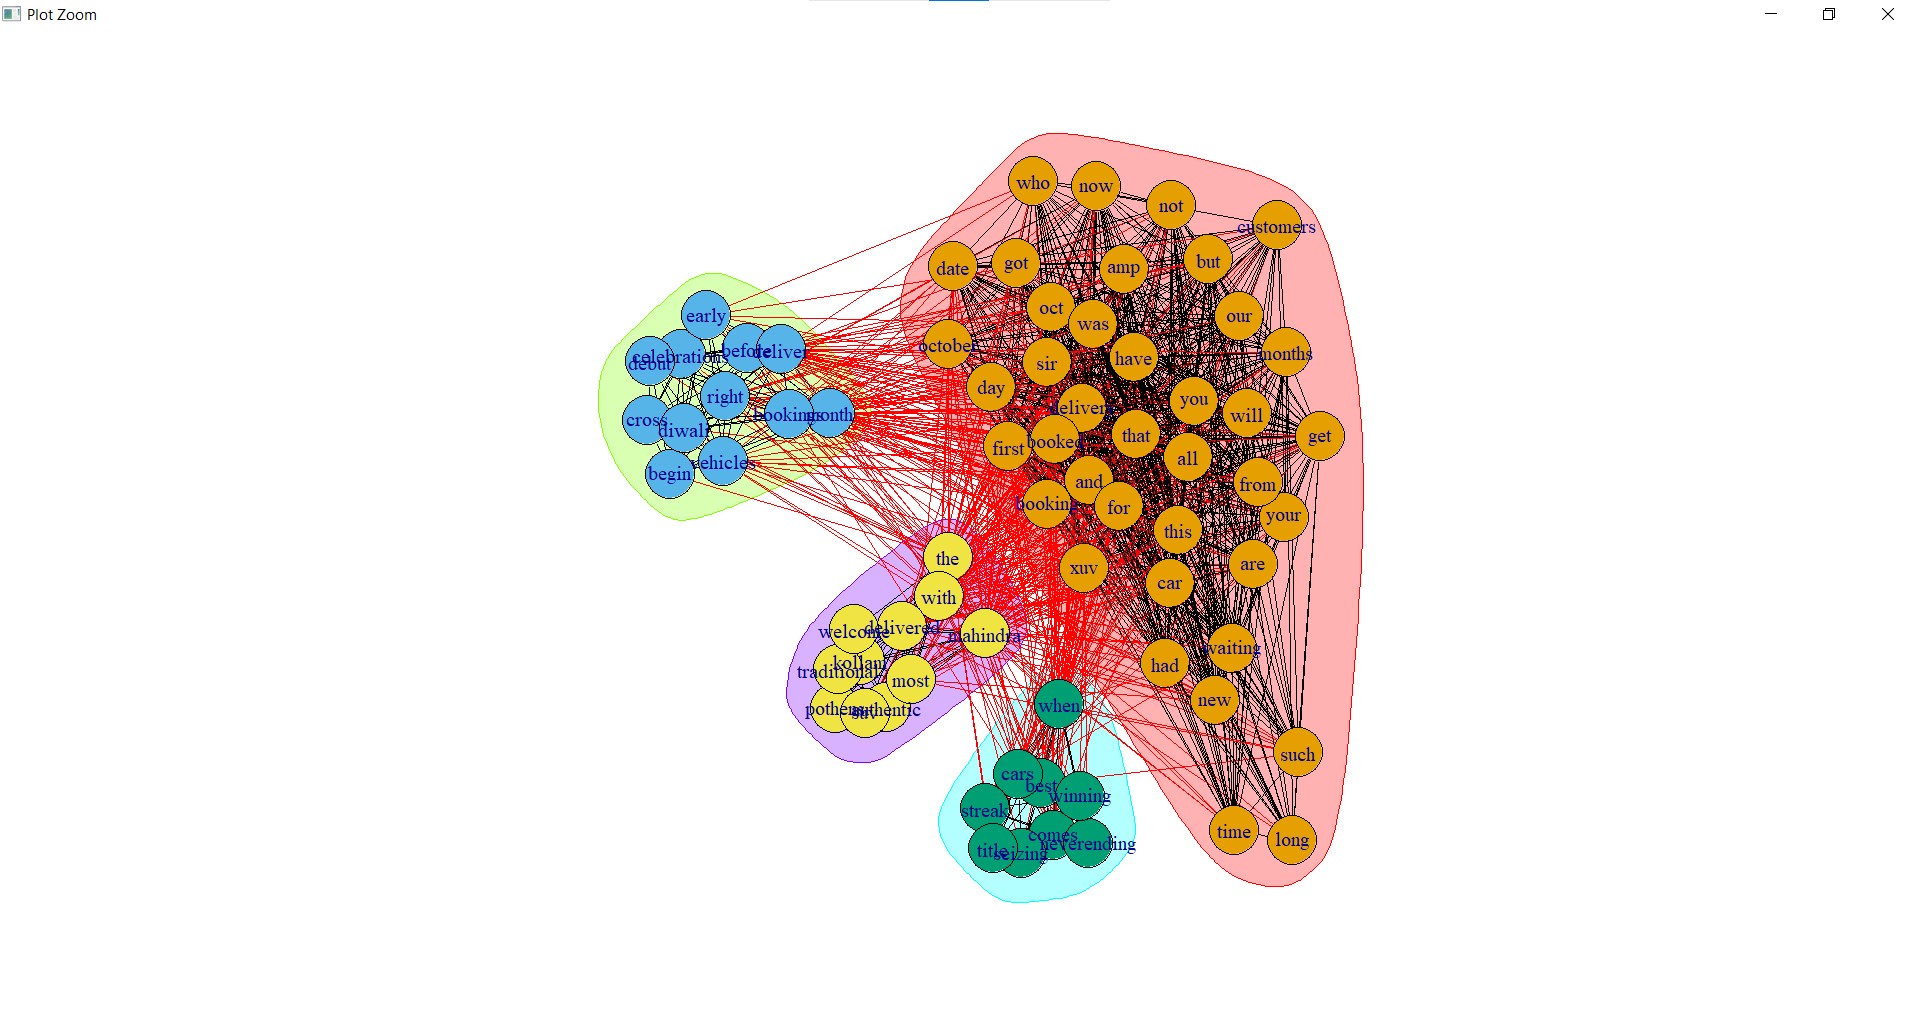 Plot Zoom
who
now
not
customers
date
got
amp
but
oct
was
our
october
sir
have
months
day
delivery
you
will
first
booked
that
all
get
and
from
booking
for
your
this
xuv
car
are
had
waiting
new
such
time
long
early
celebrations
debut
before
deliver
right
cross
diwali
bookings
month
begin
vehicles
the
with
welcome
delivered
mahindra
kollam
traditional
most
pothens
suv
authentic
when
cars
best
winning
streak
comes
neverending
title
seizing